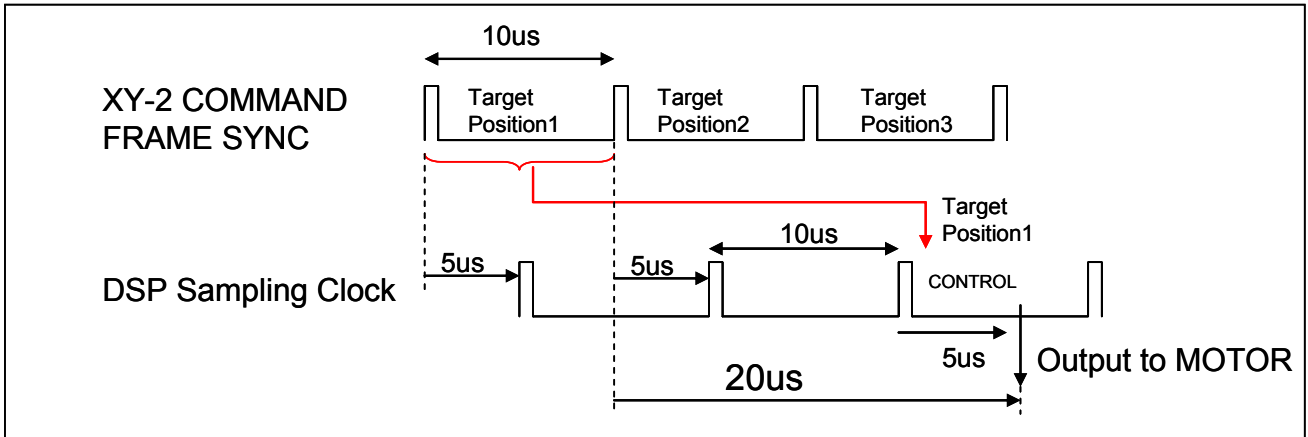 10us
XY-2 COMMAND
FRAME SYNC
Target
Position1
Target
Position2
Target
Position3
Target
Position1
10us
5us
5us
DSP Sampling Clock
CONTROL
5us
Output to MOTOR
20us